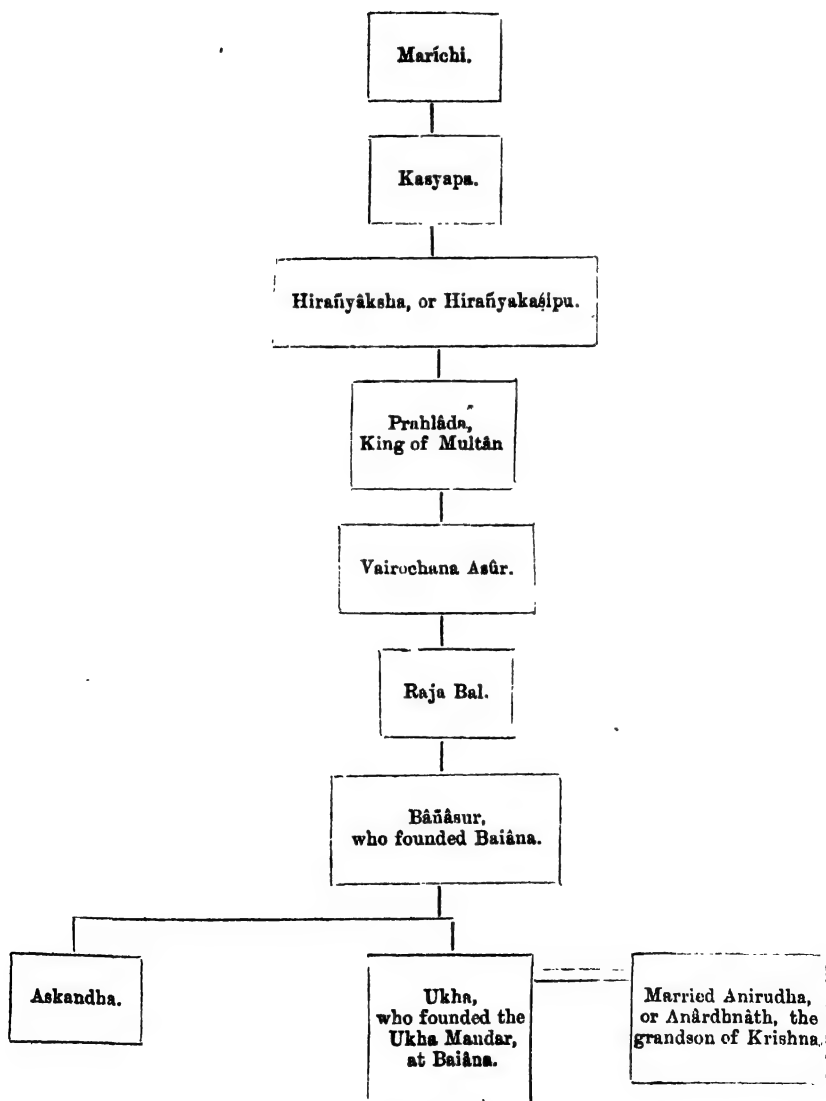 Maríchi.
Kasyapa.
Hirañyâksha, or Hirañyakaśipu.
Prahlâda,
King of Multân
Vairochana Asûr.
Raja Bal.
Bâñâsur,
who founded Baiâna.
Askandha.
Ukha,
who founded the
Ukha Mandar,
at Baiâna.
Married Anirudha,
or Anârdhnâth, the
grandson of Krishna.